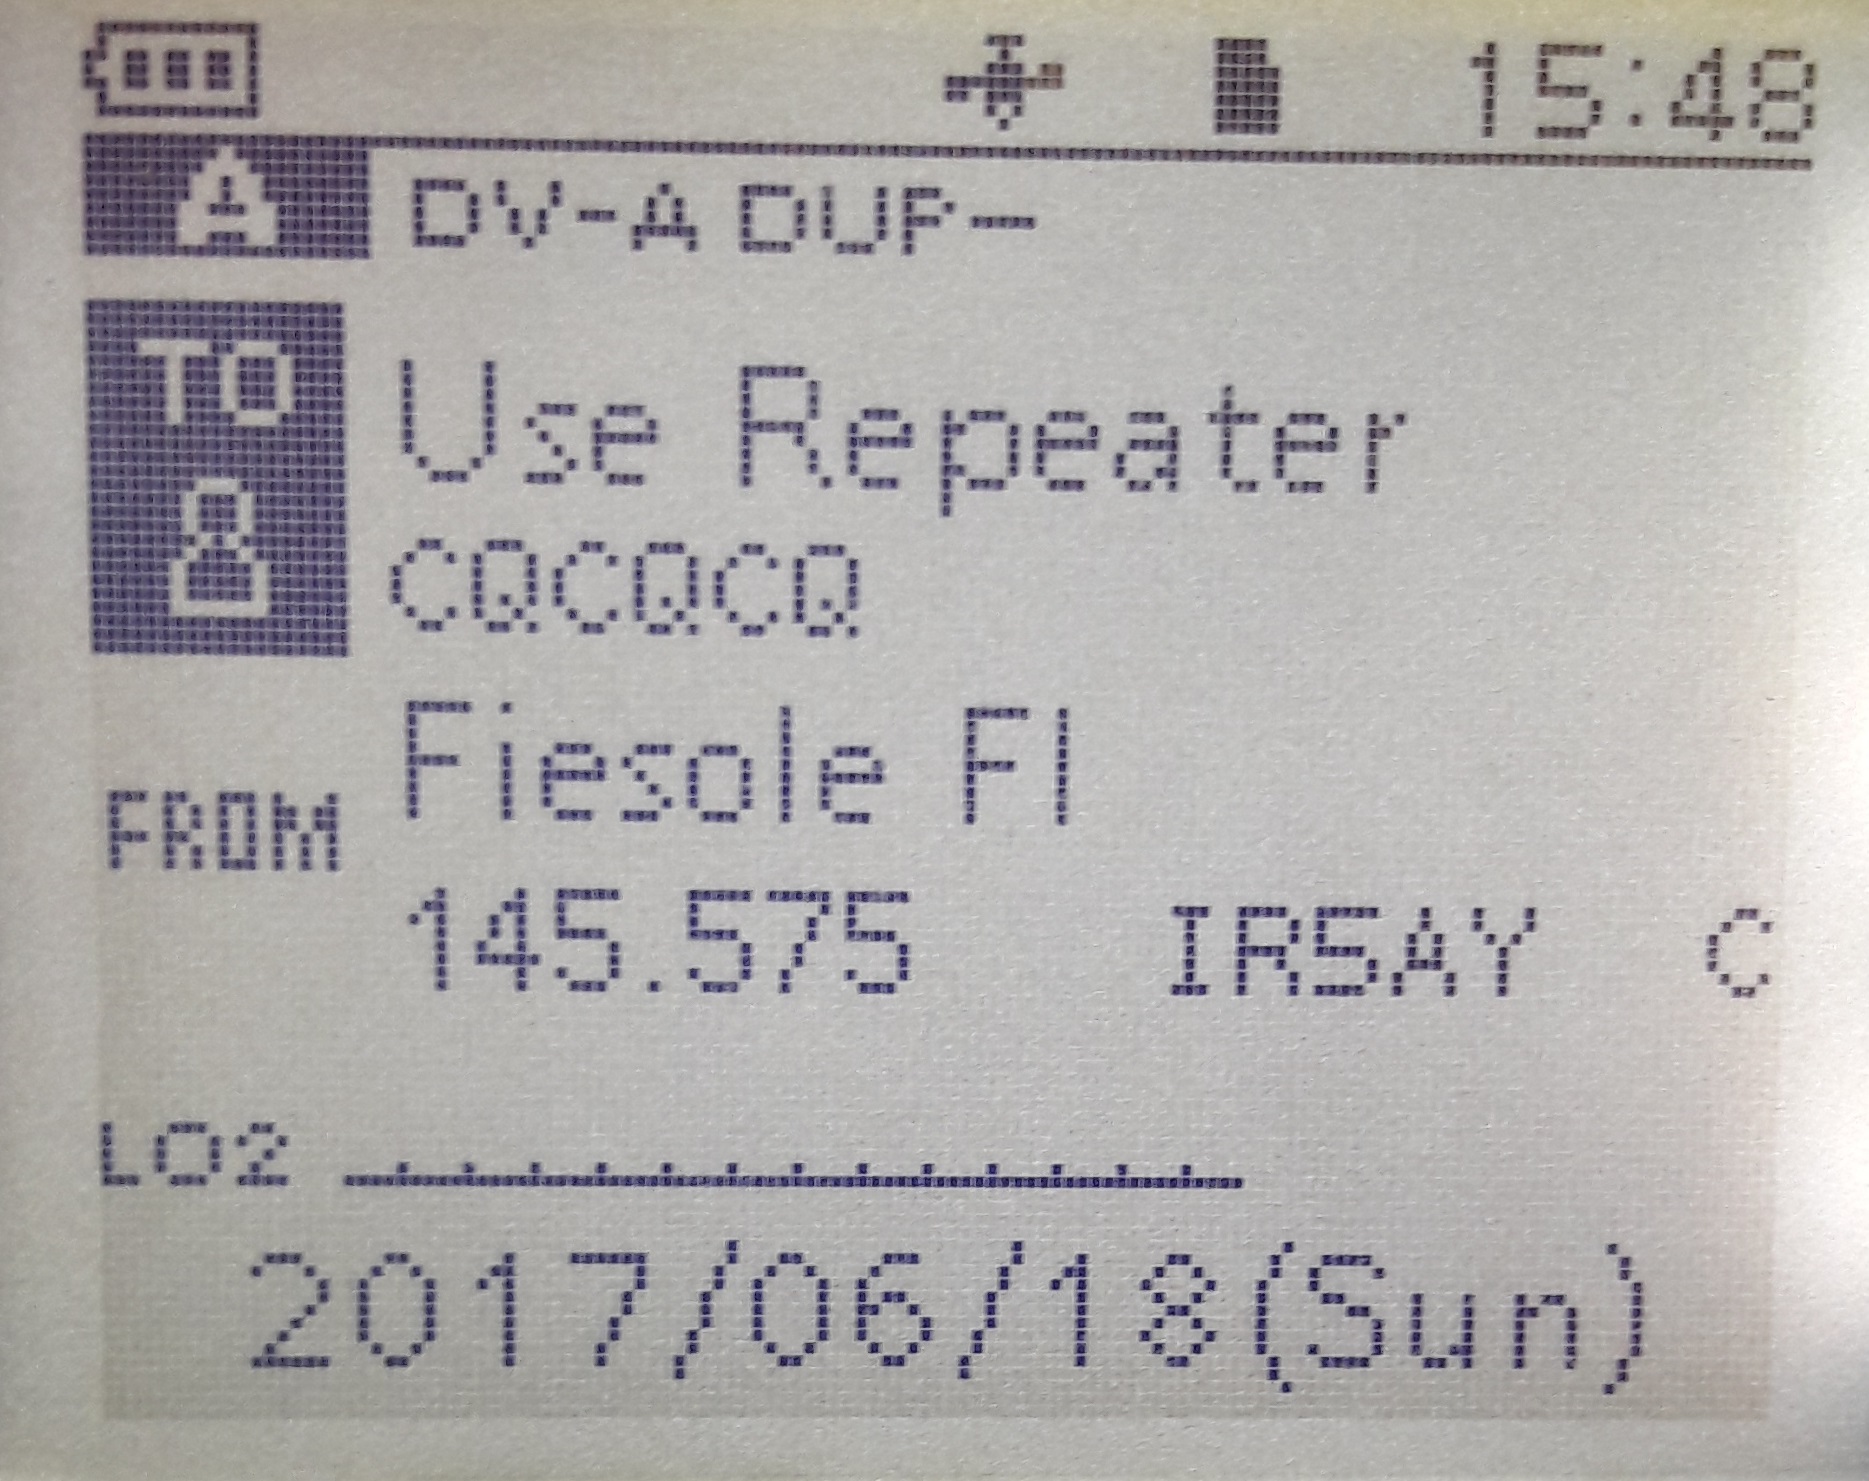 15:48
A DV-A DUP-
TO Use Repeater
CQCQCQ
FROM Fiesole FI
145.575 IR5AY C
LO2
2017/06/18(Sun)